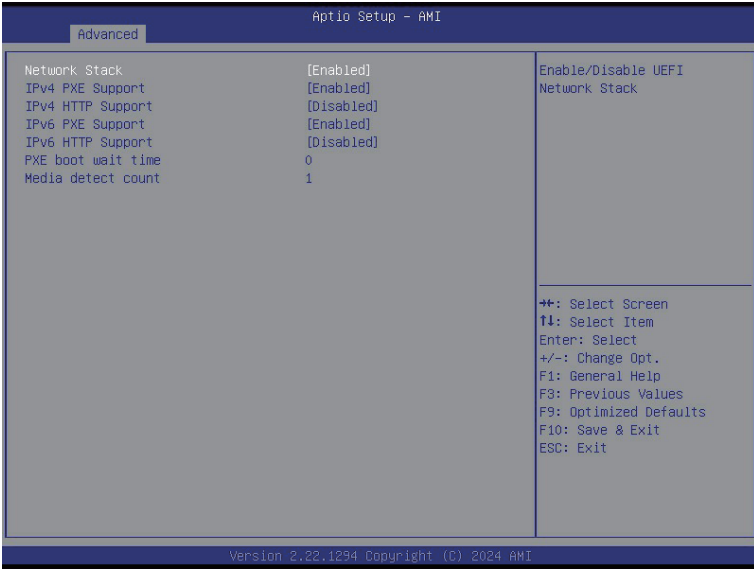 Aptio Setup – AMI
Advanced
Network Stack [Enabled]
IPv4 PXE Support [Enabled]
IPv4 HTTP Support [Disabled]
IPv6 PXE Support [Enabled]
IPv6 HTTP Support [Disabled]
PXE boot wait time 0
Media detect count 1
Enable/Disable UEFI
Network Stack
→←: Select Screen
↑↓: Select Item
Enter: Select
+/-: Change Opt.
F1: General Help
F3: Previous Values
F9: Optimized Defaults
F10: Save & Exit
ESC: Exit
Version 2.22.1294 Copyright (C) 2024 AMI